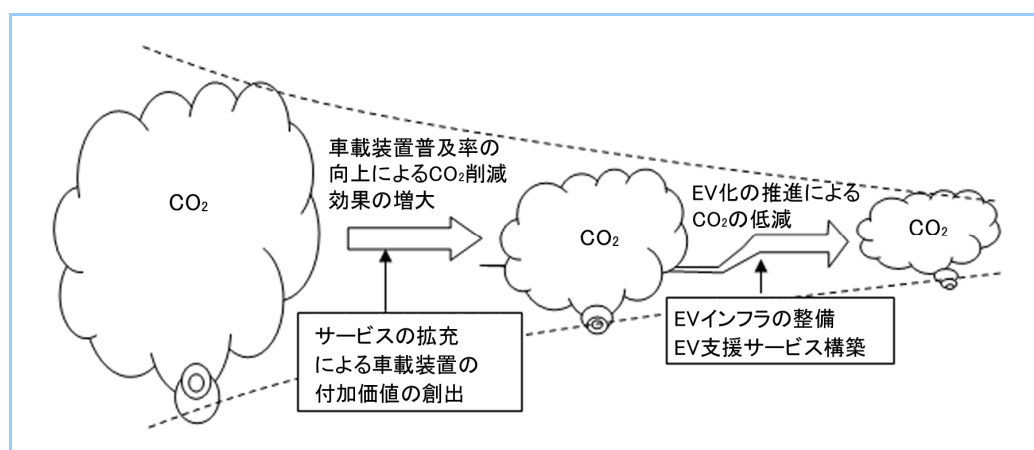 CO₂
車載装置普及率の
向上によるCO₂削減
効果の増大
サービスの拡充
による車載装置の
付加価値の創出
CO₂
EV化の推進による
CO₂の低減
EVインフラの整備
EV支援サービス構築
CO₂